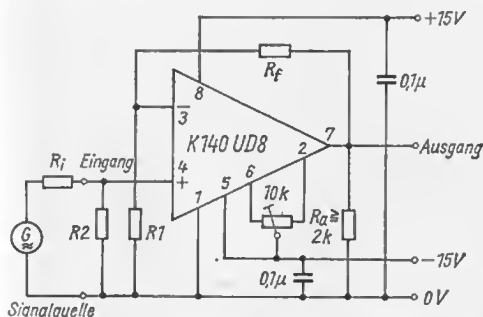 +15V
8
R_f
0,1µ
3
K140 UD8
7
Ausgang
R_i
Eingang
4
+
2
6
1
5
10k
R_a ≧
2k
G
R2
R1
0,1µ
−15V
0V
Signalquelle